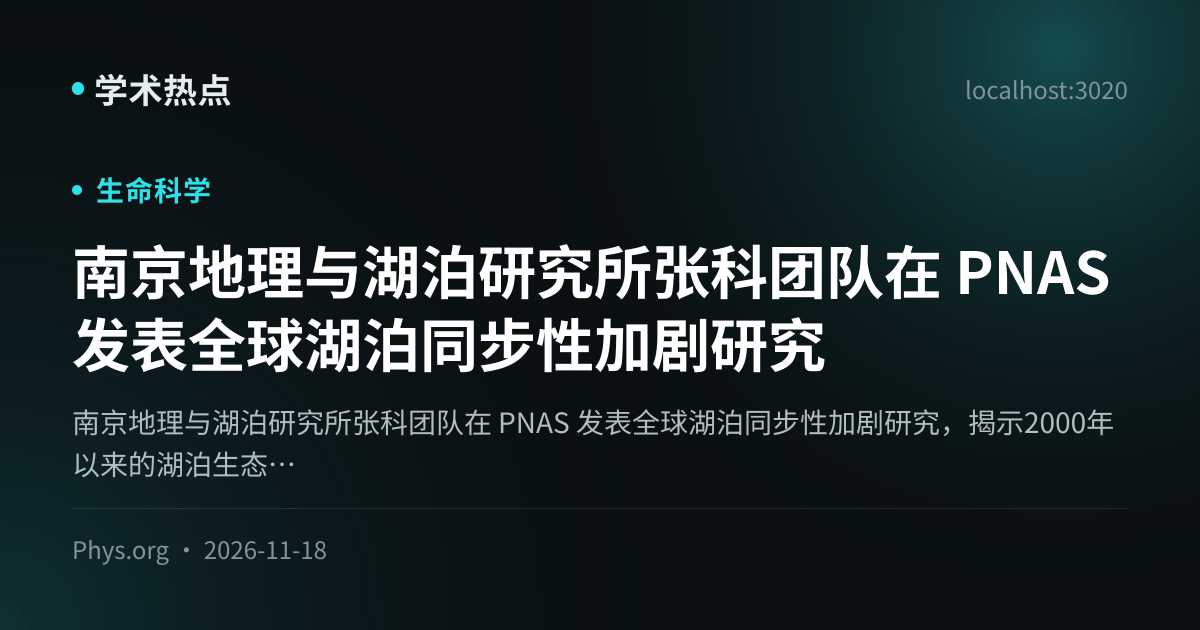 学术热点
localhost:3020
生命科学
南京地理与湖泊研究所张科团队在 PNAS
发表全球湖泊同步性加剧研究
南京地理与湖泊研究所张科团队在 PNAS 发表全球湖泊同步性加剧研究，揭示2000年
以来的湖泊生态…
Phys.org · 2026-11-18